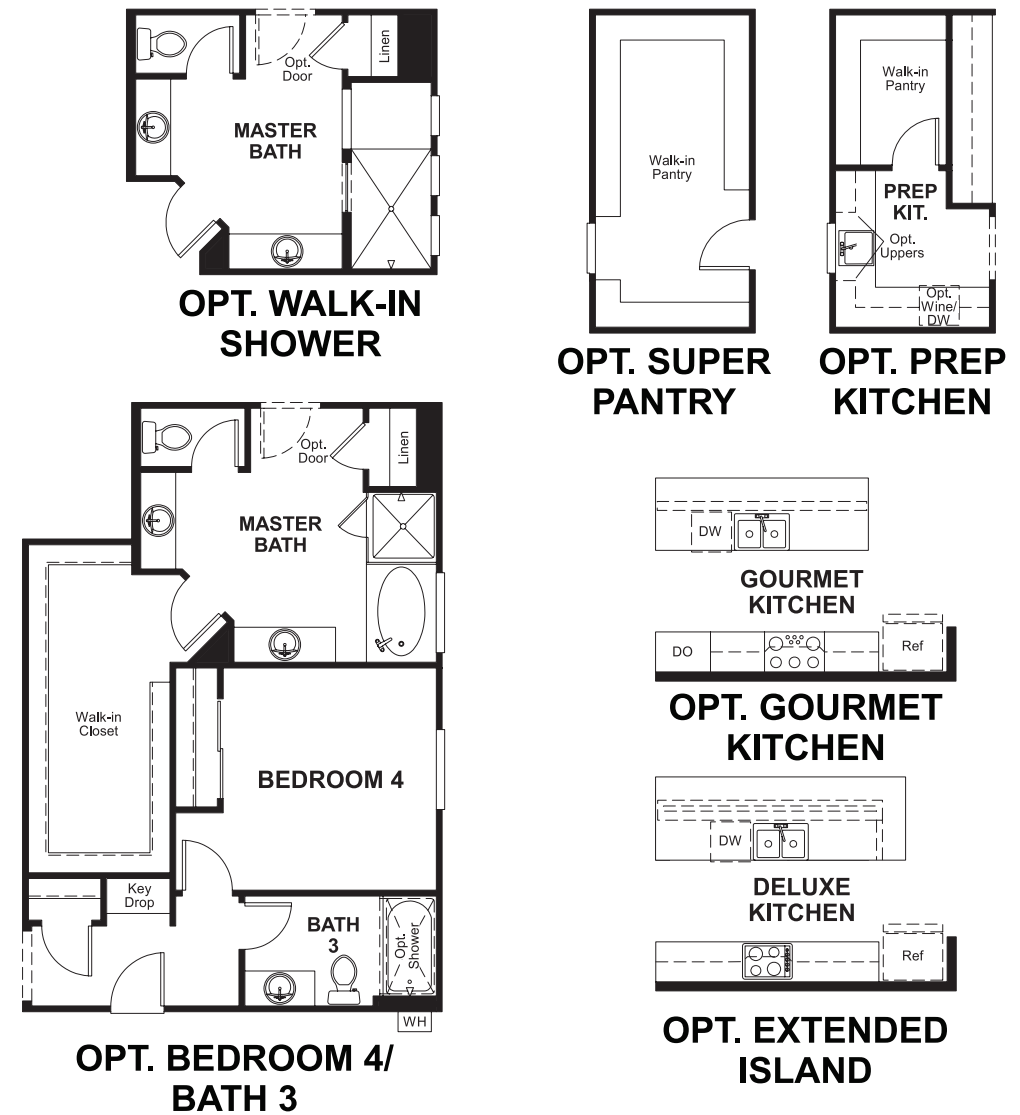 Linen
Opt.
Door
MASTER
BATH
OPT. WALK-IN
SHOWER
Walk-in
Pantry
OPT. SUPER
PANTRY
Walk-in
Pantry
PREP
KIT.
Opt.
Uppers
Opt.
Wine/
DW
OPT. PREP
KITCHEN
Opt.
Door
Linen
MASTER
BATH
Walk-in
Closet
BEDROOM 4
Key
Drop
BATH
3
Opt.
Shower
WH
OPT. BEDROOM 4/
BATH 3
DW
GOURMET
KITCHEN
DO
Ref
OPT. GOURMET
KITCHEN
DW
DELUXE
KITCHEN
Ref
OPT. EXTENDED
ISLAND